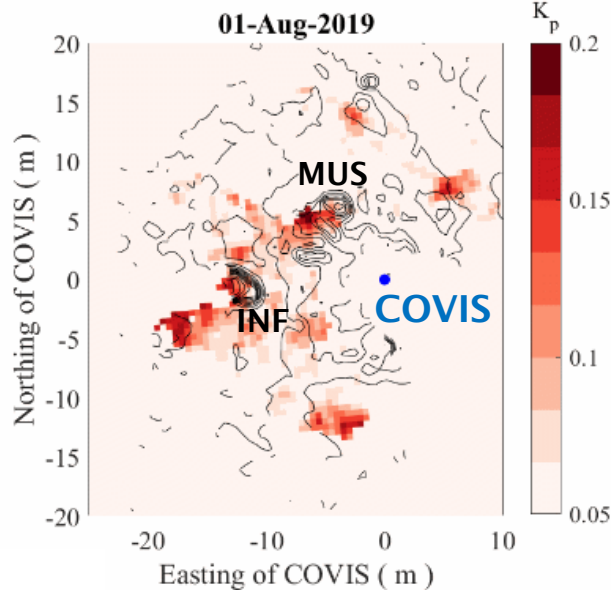 01-Aug-2019
K_p
20
15
10
5
0
-5
-10
-15
-20
Northing of COVIS ( m )
MUS
INF
COVIS
-20
-10
0
10
Easting of COVIS ( m )
0.2
0.15
0.1
0.05